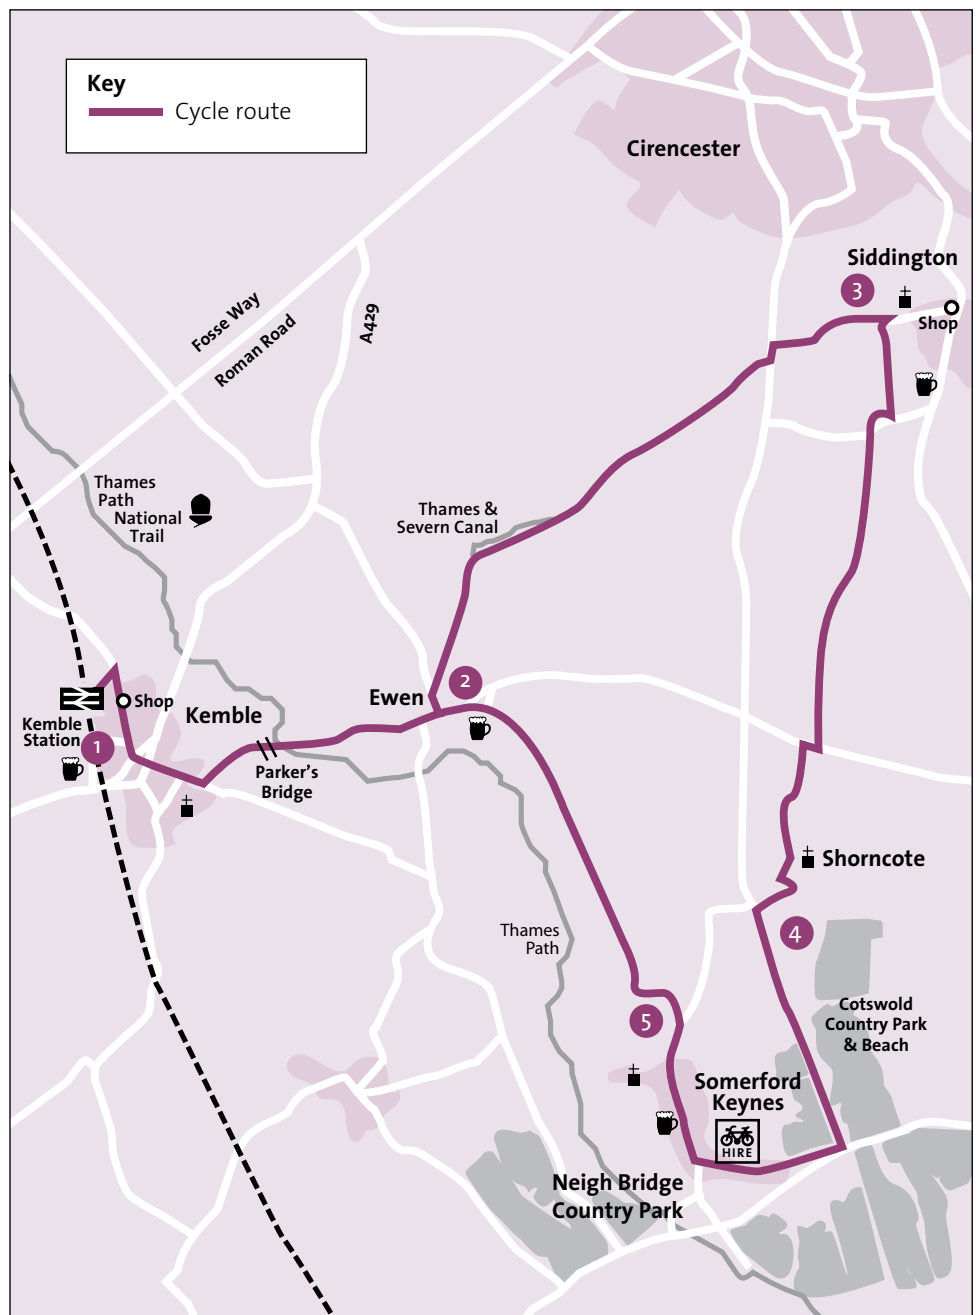 Key
Cycle route
Cirencester
Siddington
3
Shop
Fosse Way
Roman Road
A429
Thames
Path
National
Trail
Thames &
Severn Canal
2
Ewen
Shop
Kemble
Kemble
Station
1
Parker's
Bridge
Shorncote
4
Thames
Path
5
Cotswold
Country Park
& Beach
Somerford
Keynes
HIRE
Neigh Bridge
Country Park